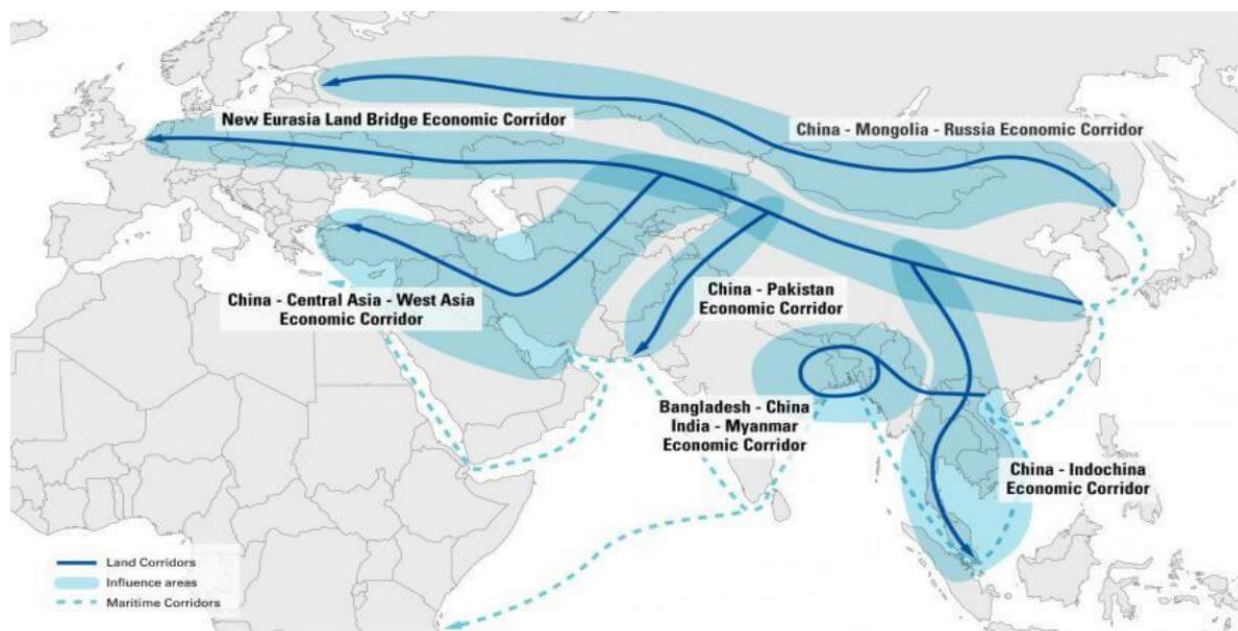 New Eurasia Land Bridge Economic Corridor
China - Mongolia - Russia Economic Corridor
China - Central Asia - West Asia
Economic Corridor
China - Pakistan
Economic Corridor
Bangladesh - China
India - Myanmar
Economic Corridor
China - Indochina
Economic Corridor
Land Corridors
Influence areas
Maritime Corridors